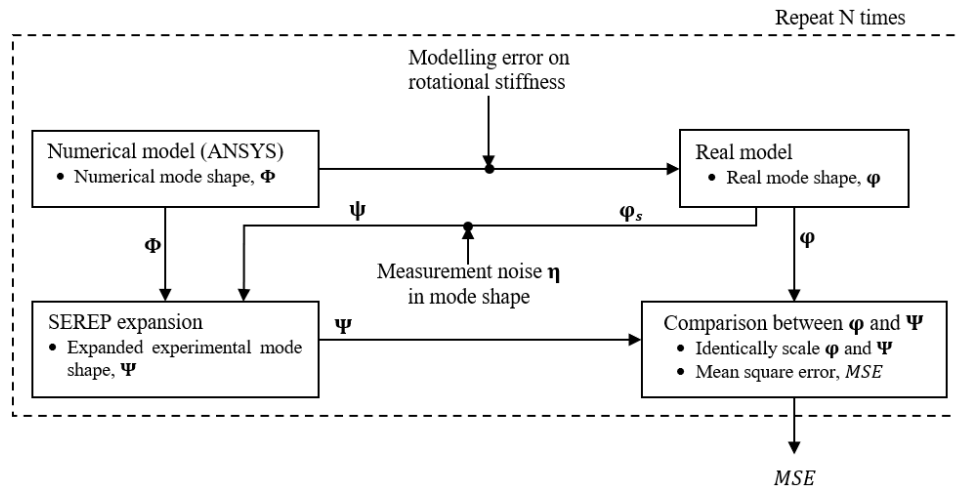 Repeat N times
Modelling error on
rotational stiffness
Numerical model (ANSYS)
• Numerical mode shape, Φ
Real model
• Real mode shape, φ
ψ
φₛ
Φ
φ
Measurement noise η
in mode shape
SEREP expansion
• Expanded experimental mode
shape, Ψ
Ψ
Comparison between φ and Ψ
• Identically scale φ and Ψ
• Mean square error, MSE
MSE